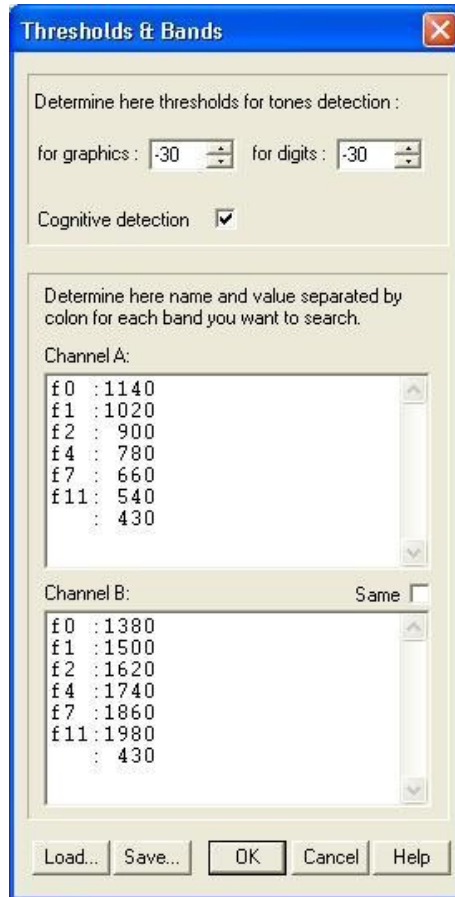 Thresholds & Bands
Determine here thresholds for tones detection :
for graphics : -30 for digits : -30
Cognitive detection
Determine here name and value separated by
colon for each band you want to search.
Channel A:
f0 :1140
f1 :1020
f2 : 900
f4 : 780
f7 : 660
f11: 540
: 430
Channel B: Same
f0 :1380
f1 :1500
f2 :1620
f4 :1740
f7 :1860
f11:1980
: 430
Load... Save... OK Cancel Help